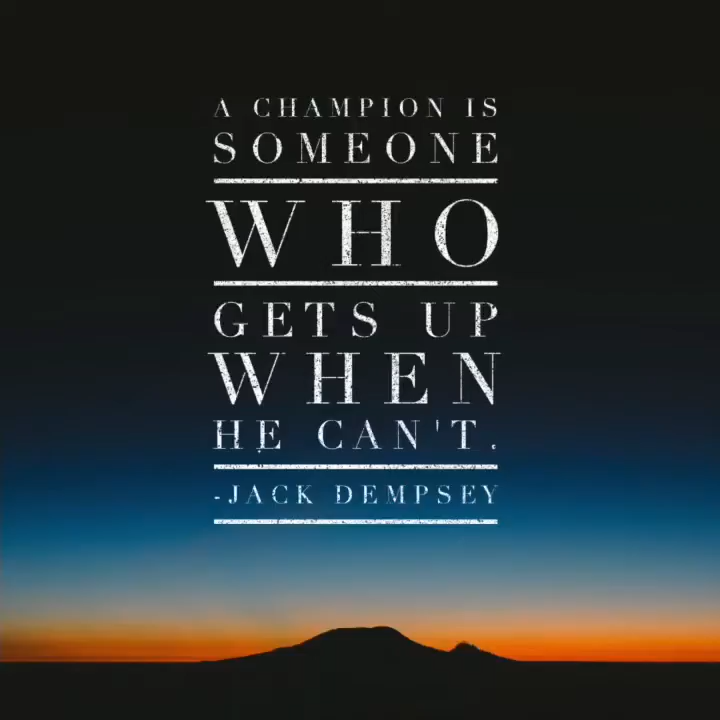 A CHAMPION IS
SOMEONE
WHO
GETS UP
WHEN
HE CAN'T.
-JACK DEMPSEY